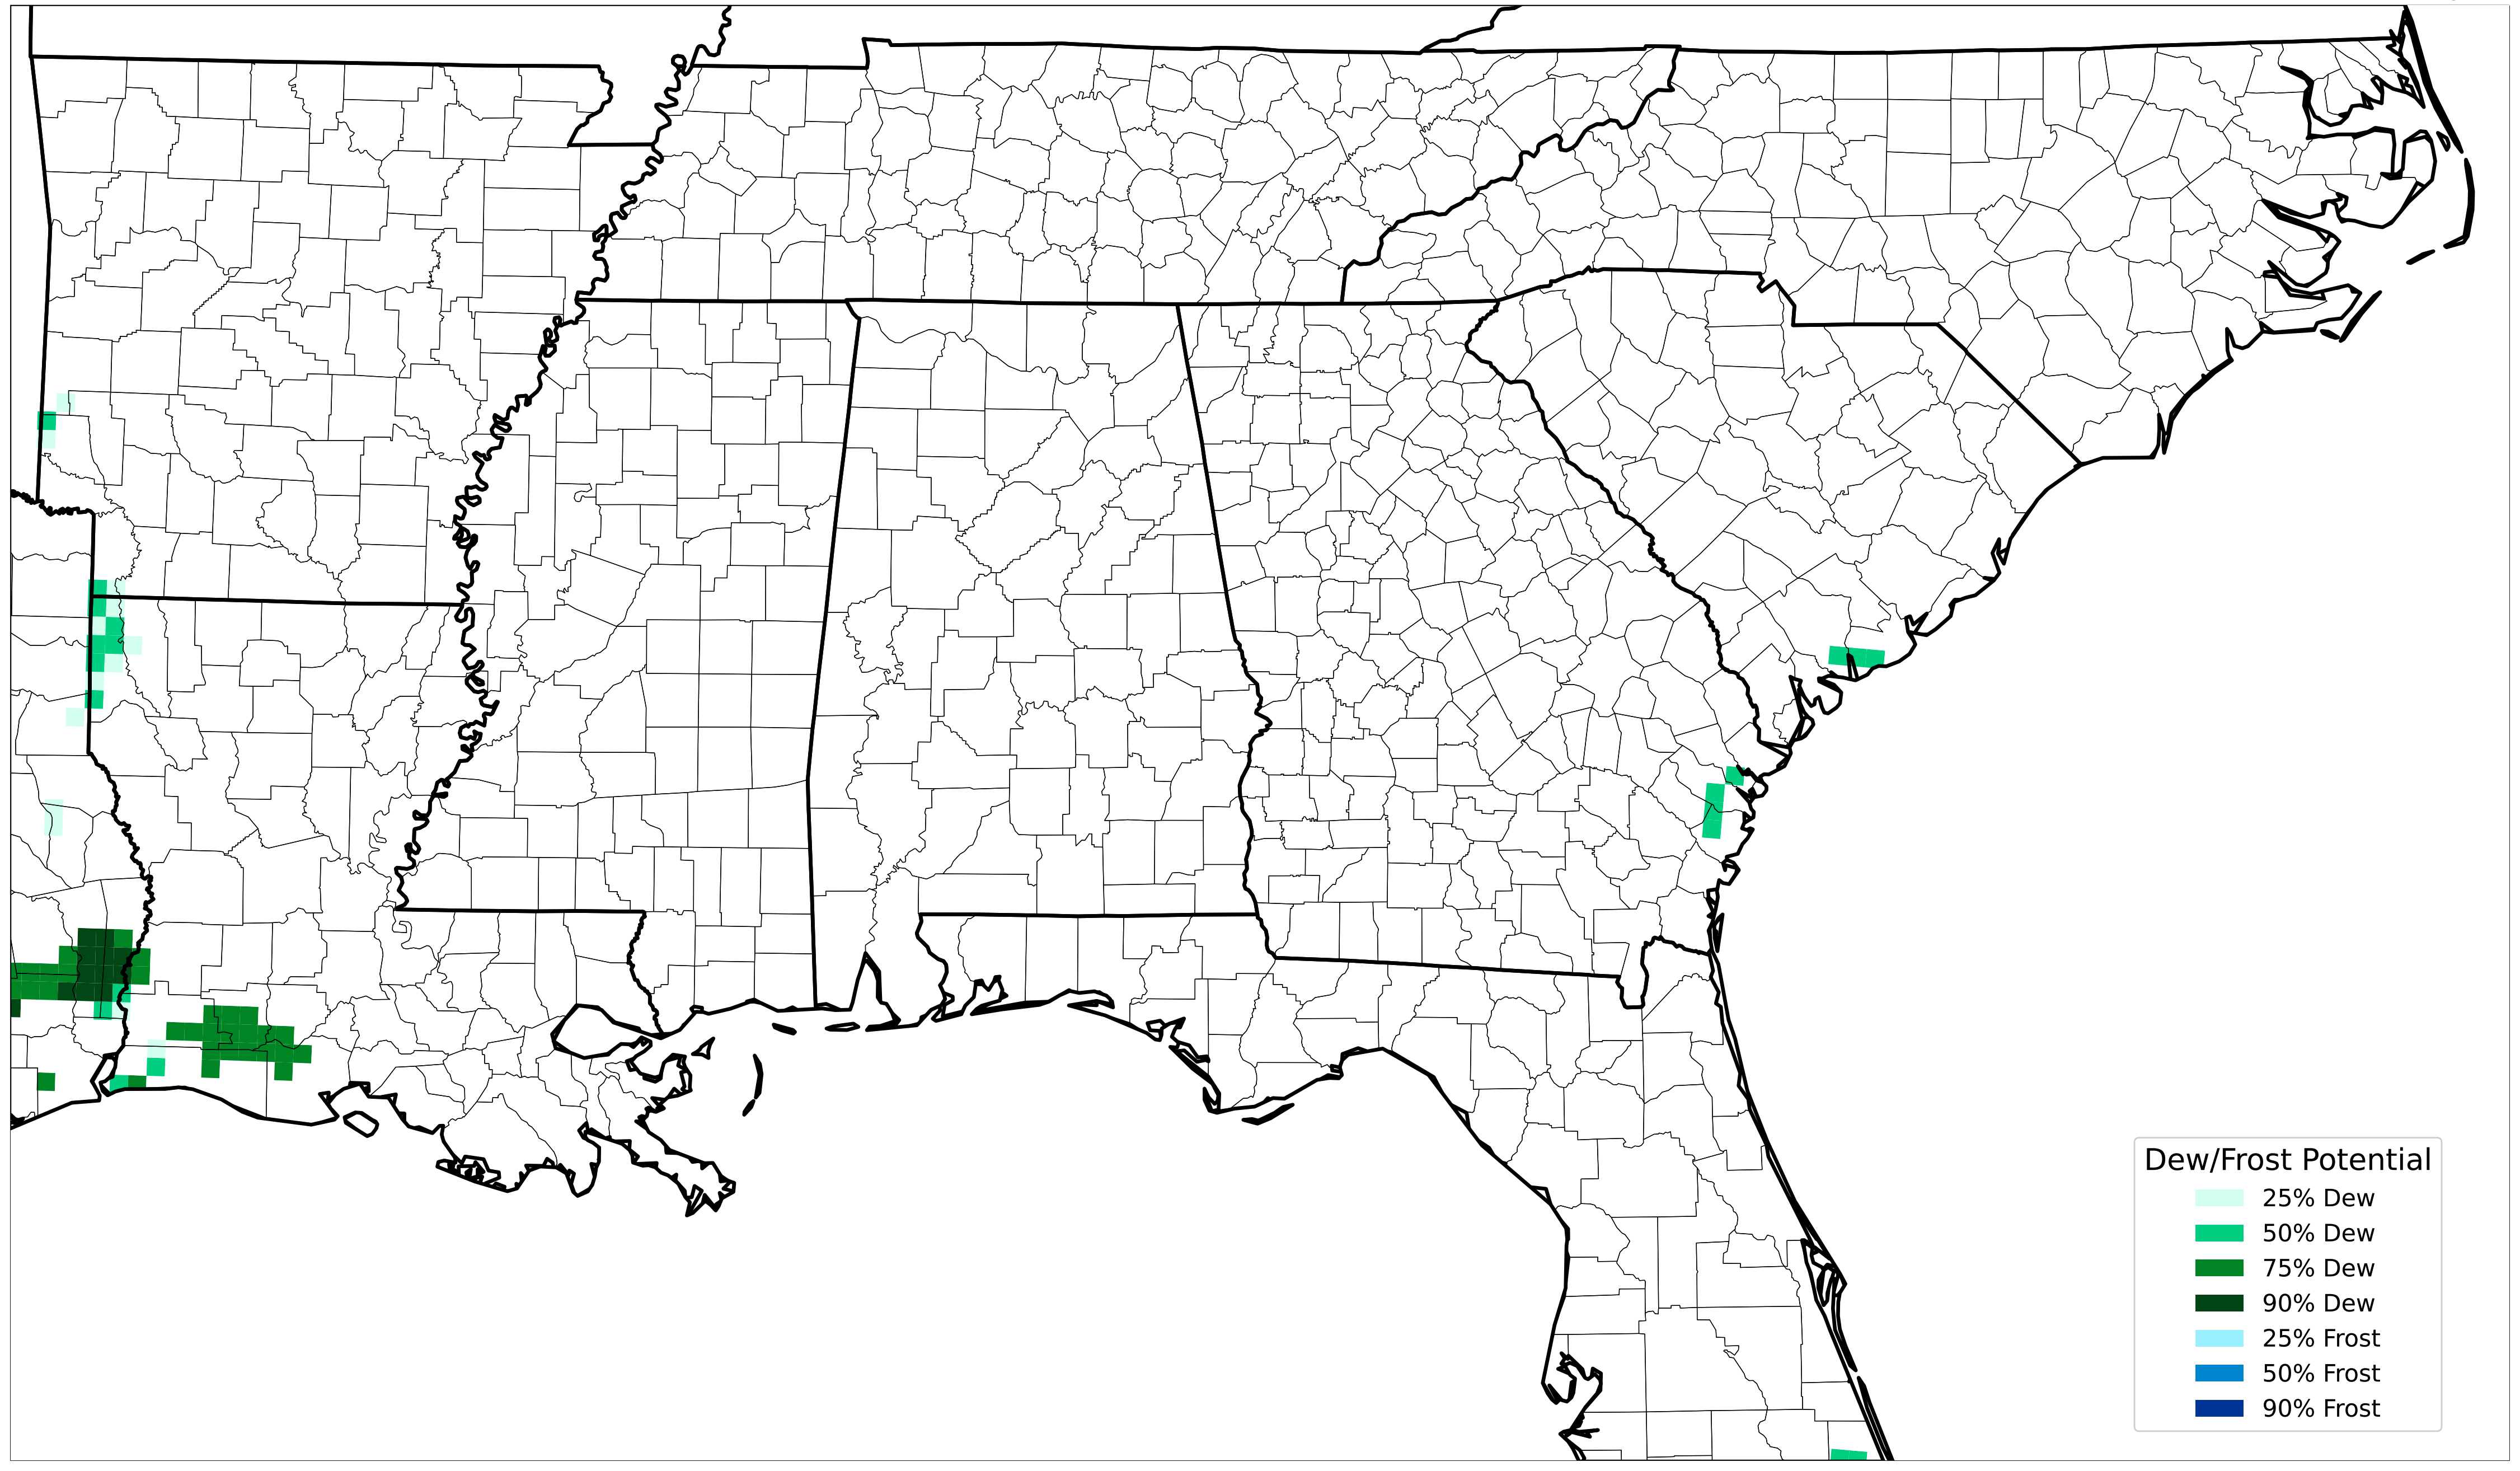 Dew/Frost Potential
25% Dew
50% Dew
75% Dew
90% Dew
25% Frost
50% Frost
90% Frost